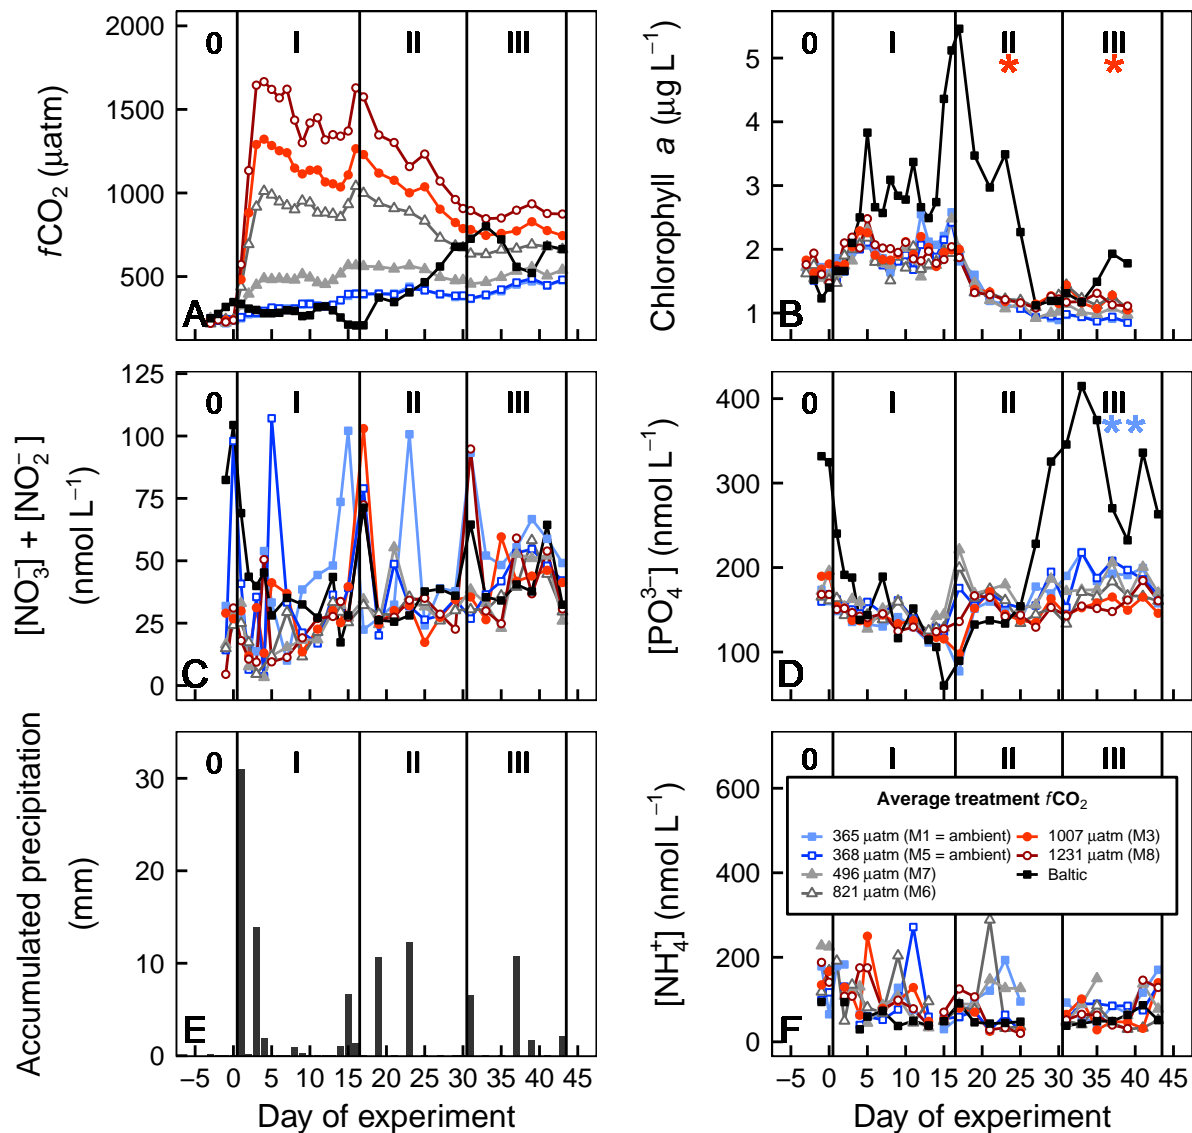 0 I II III
2000
1500
1000
500
fCO2 (µatm)
A
0 I II III
5
4
3
2
1
Chlorophyll a (µg L−1)
* *
B
0 I II III
125
100
75
50
25
0
[NO3−] + [NO2−]
(nmol L−1)
C
0 I II III
400
300
200
100
[PO43−] (nmol L−1)
* *
D
0 I II III
30
20
10
0
Accumulated precipitation
(mm)
E
−5 0 5 10 15 20 25 30 35 40 45
Day of experiment
0 I II III
600
400
200
0
[NH4+] (nmol L−1)
Average treatment fCO2
365 µatm (M1 = ambient)
368 µatm (M5 = ambient)
496 µatm (M7)
821 µatm (M6)
1007 µatm (M3)
1231 µatm (M8)
Baltic
F
−5 0 5 10 15 20 25 30 35 40 45
Day of experiment